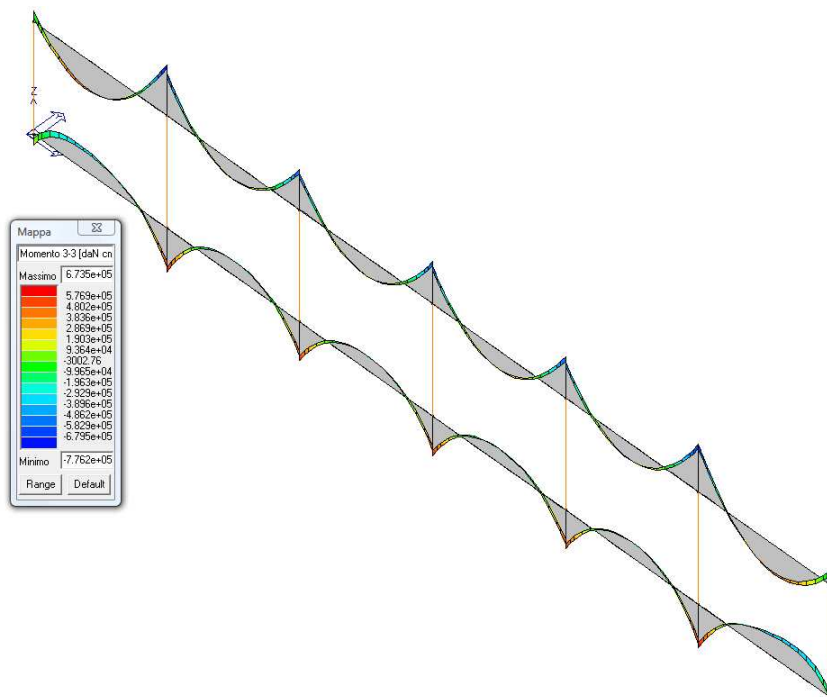 Z
Mappa
Momento 3-3 [daN cn
Massimo 6.735e+05
5.769e+05
4.802e+05
3.836e+05
2.869e+05
1.903e+05
9.364e+04
-3002.76
-9.965e+04
-1.963e+05
-2.929e+05
-3.896e+05
-4.862e+05
-5.829e+05
-6.795e+05
Minimo -7.762e+05
Range Default